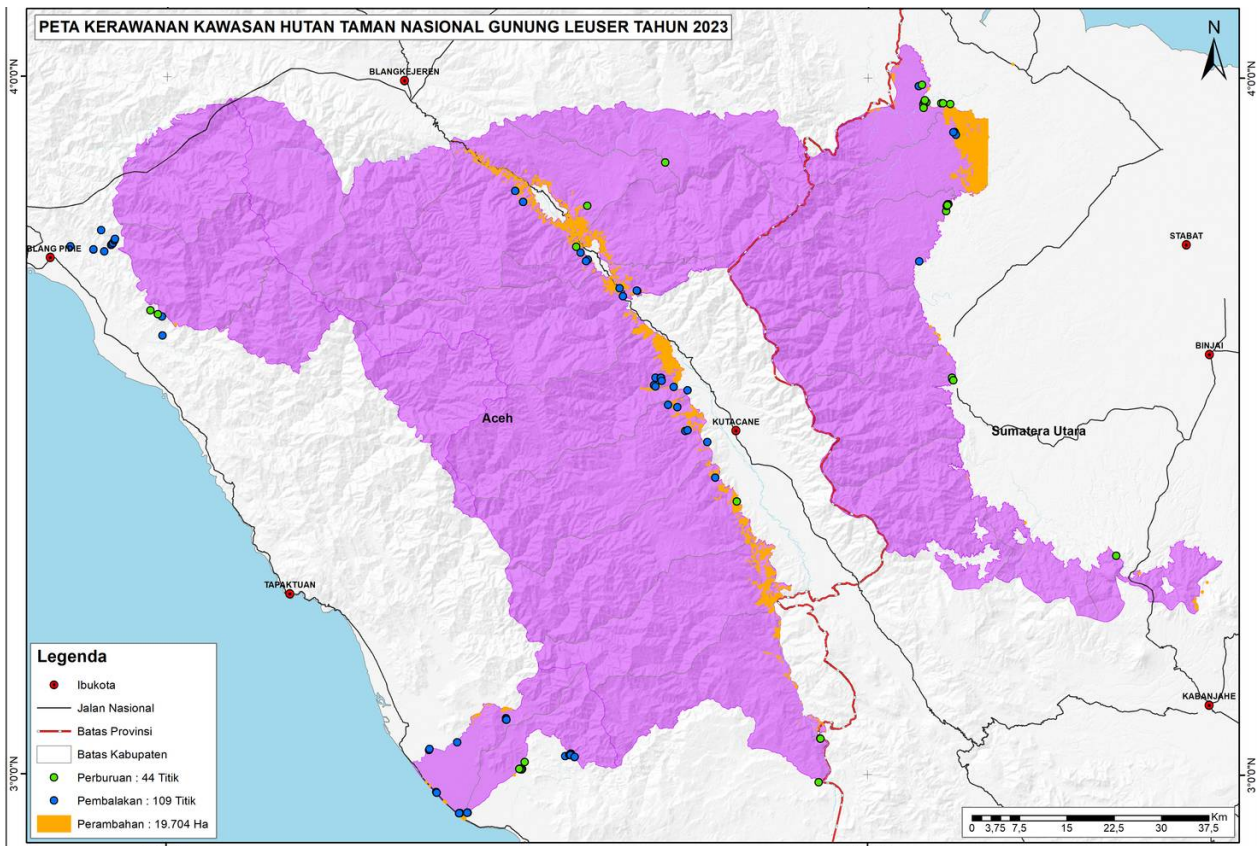 PETA KERAWANAN KAWASAN HUTAN TAMAN NASIONAL GUNUNG LEUSER TAHUN 2023
N
4°0'0"N
4°0'0"N
BLANGKEJEREN
BLANG PIDIE
STABAT
BINJAI
Aceh
KUTACANE
Sumatera Utara
TAPAKTUAN
KABANJAHE
3°0'0"N
3°0'0"N
Legenda
Ibukota
Jalan Nasional
Batas Provinsi
Batas Kabupaten
Perburuan : 44 Titik
Pembalakan : 109 Titik
Perambahan : 19.704 Ha
Km
0 3,75 7,5 15 22,5 30 37,5